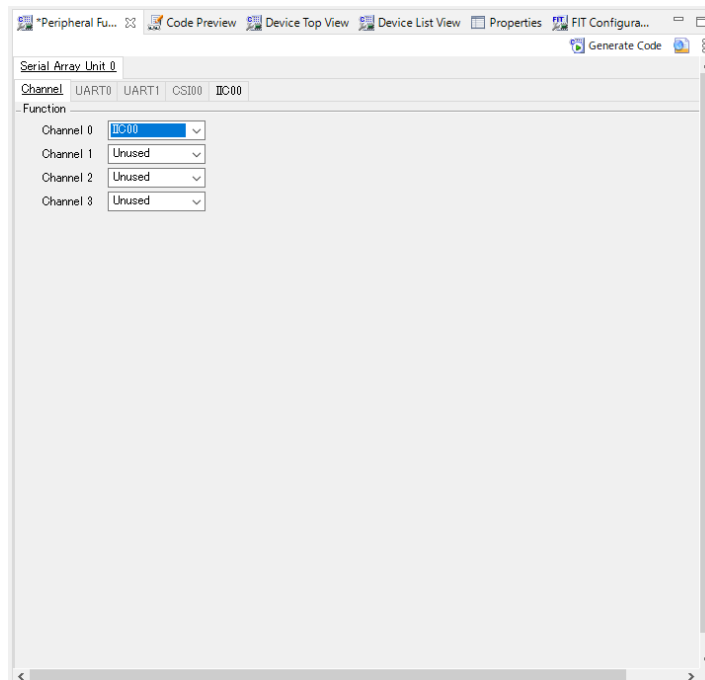 *Peripheral Fu... Code Preview Device Top View Device List View Properties FIT Configura...
Generate Code
Serial Array Unit 0
Channel UART0 UART1 CSI00 IIC00
Function
Channel 0 IIC00
Channel 1 Unused
Channel 2 Unused
Channel 3 Unused